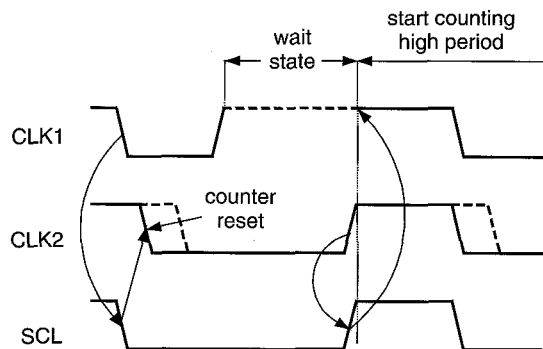 start counting
high period
wait
state
CLK1
counter
reset
CLK2
SCL